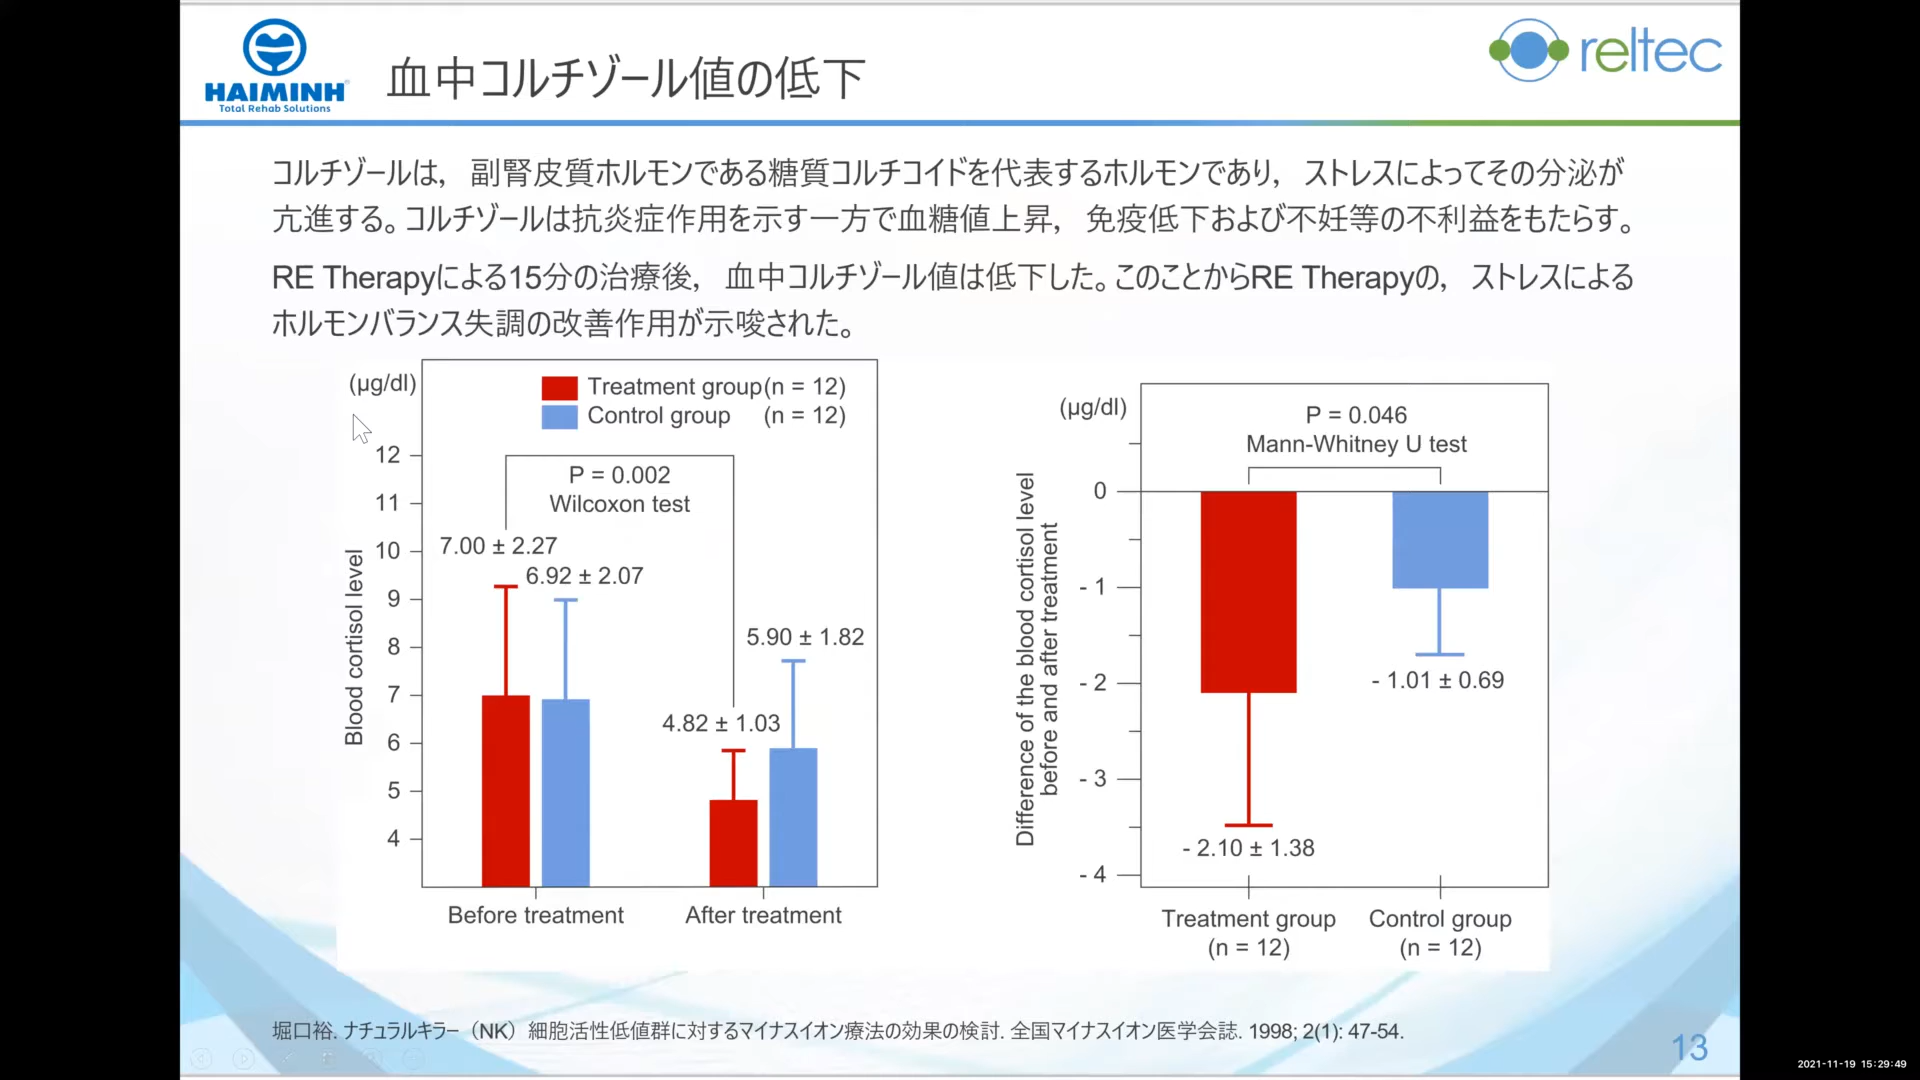 HAIMINH
Total Rehab Solutions
血中コルチゾール値の低下
reltec
コルチゾールは，副腎皮質ホルモンである糖質コルチコイドを代表するホルモンであり，ストレスによってその分泌が
亢進する。コルチゾールは抗炎症作用を示す一方で血糖値上昇，免疫低下および不妊等の不利益をもたらす。
RE Therapyによる15分の治療後，血中コルチゾール値は低下した。このことからRE Therapyの，ストレスによる
ホルモンバランス失調の改善作用が示唆された。
(μg/dl)
Treatment group(n = 12)
Control group (n = 12)
P = 0.002
Wilcoxon test
7.00 ± 2.27
6.92 ± 2.07
4.82 ± 1.03
5.90 ± 1.82
Blood cortisol level
12
11
10
9
8
7
6
5
4
Before treatment
After treatment
(μg/dl)
P = 0.046
Mann-Whitney U test
Difference of the blood cortisol level
before and after treatment
0
- 1
- 2
- 3
- 4
- 2.10 ± 1.38
- 1.01 ± 0.69
Treatment group
(n = 12)
Control group
(n = 12)
堀口裕. ナチュラルキラー（NK）細胞活性低値群に対するマイナスイオン療法の効果の検討. 全国マイナスイオン医学会誌. 1998; 2(1): 47-54.
13
2021-11-19 15:29:49